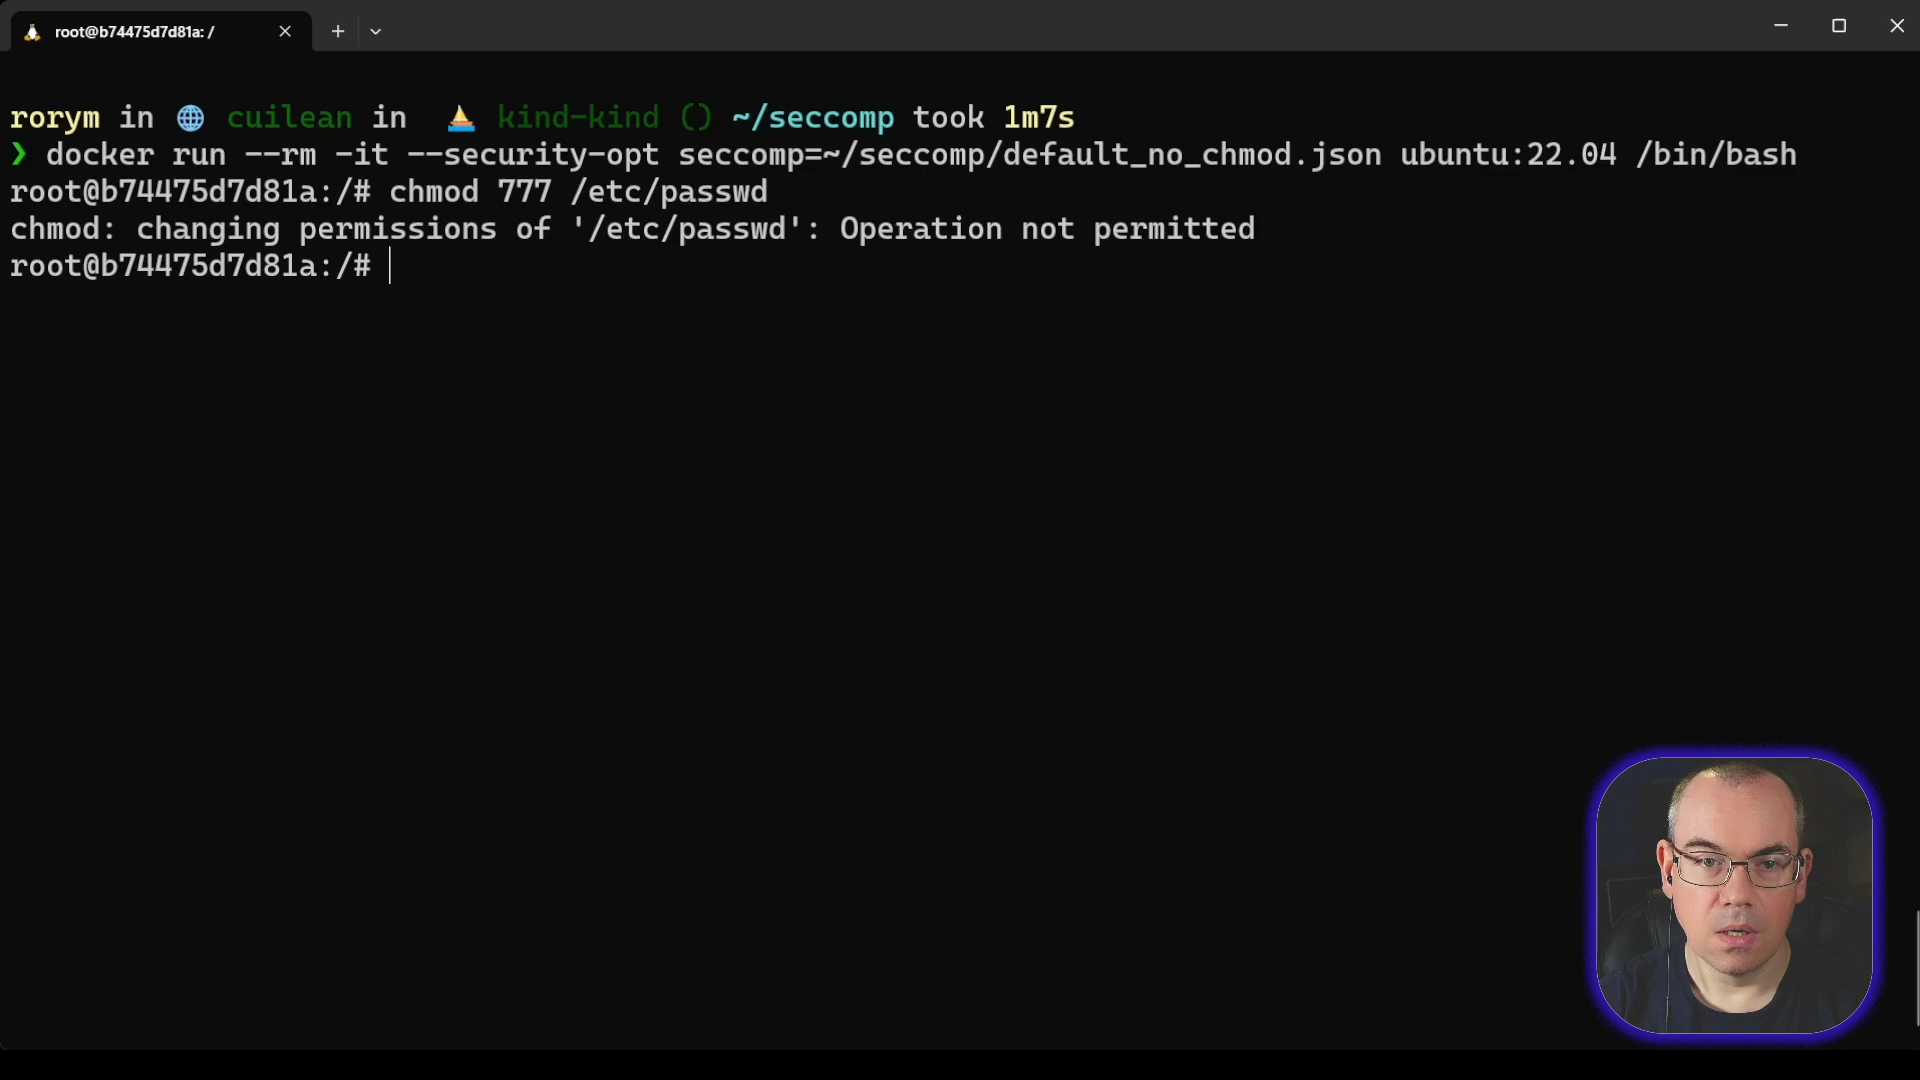 root@b74475d7d81a: /
rorym in cuilean in kind-kind () ~/seccomp took 1m7s
❯ docker run --rm -it --security-opt seccomp=~/seccomp/default_no_chmod.json ubuntu:22.04 /bin/bash
root@b74475d7d81a:/# chmod 777 /etc/passwd
chmod: changing permissions of '/etc/passwd': Operation not permitted
root@b74475d7d81a:/#